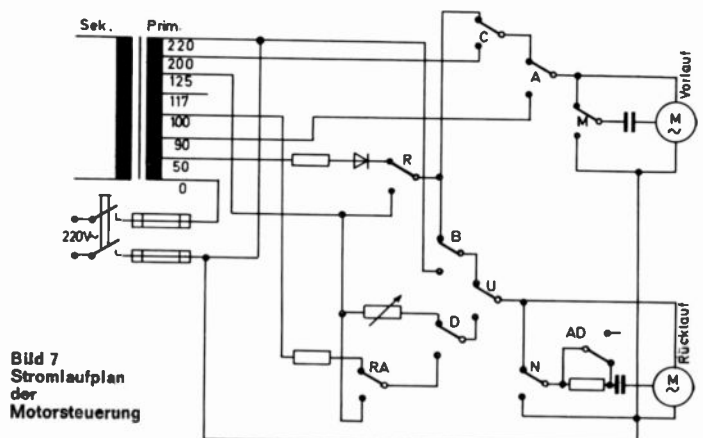 Sek. Prim.
220
200
125
117
100
90
50
0
220V~
C
A
M
M
~
Vorlauf
R
B
U
D
RA
AD
N
M
~
Rücklauf
Bild 7
Stromlaufplan
der
Motorsteuerung